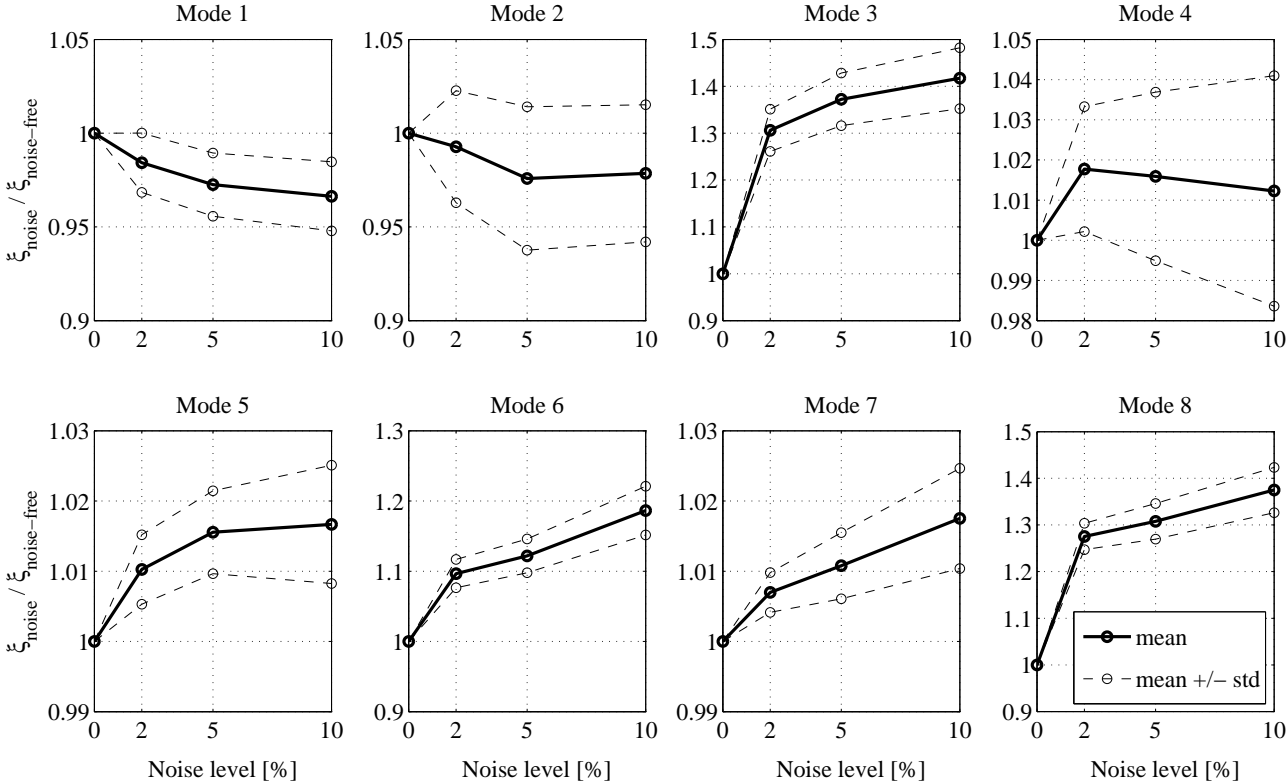 Mode 1
1.05
1
0.95
0.9
0 2 5 10
ξnoise / ξnoise−free
Mode 2
1.05
1
0.95
0.9
0 2 5 10
Mode 3
1.5
1.4
1.3
1.2
1.1
1
0.9
0 2 5 10
Mode 4
1.05
1.04
1.03
1.02
1.01
1
0.99
0.98
0 2 5 10
Mode 5
1.03
1.02
1.01
1
0.99
0 2 5 10
ξnoise / ξnoise−free
Noise level [%]
Mode 6
1.3
1.2
1.1
1
0.9
0 2 5 10
Noise level [%]
Mode 7
1.03
1.02
1.01
1
0.99
0 2 5 10
Noise level [%]
Mode 8
1.5
1.4
1.3
1.2
1.1
1
0.9
0 2 5 10
Noise level [%]
mean
mean +/− std